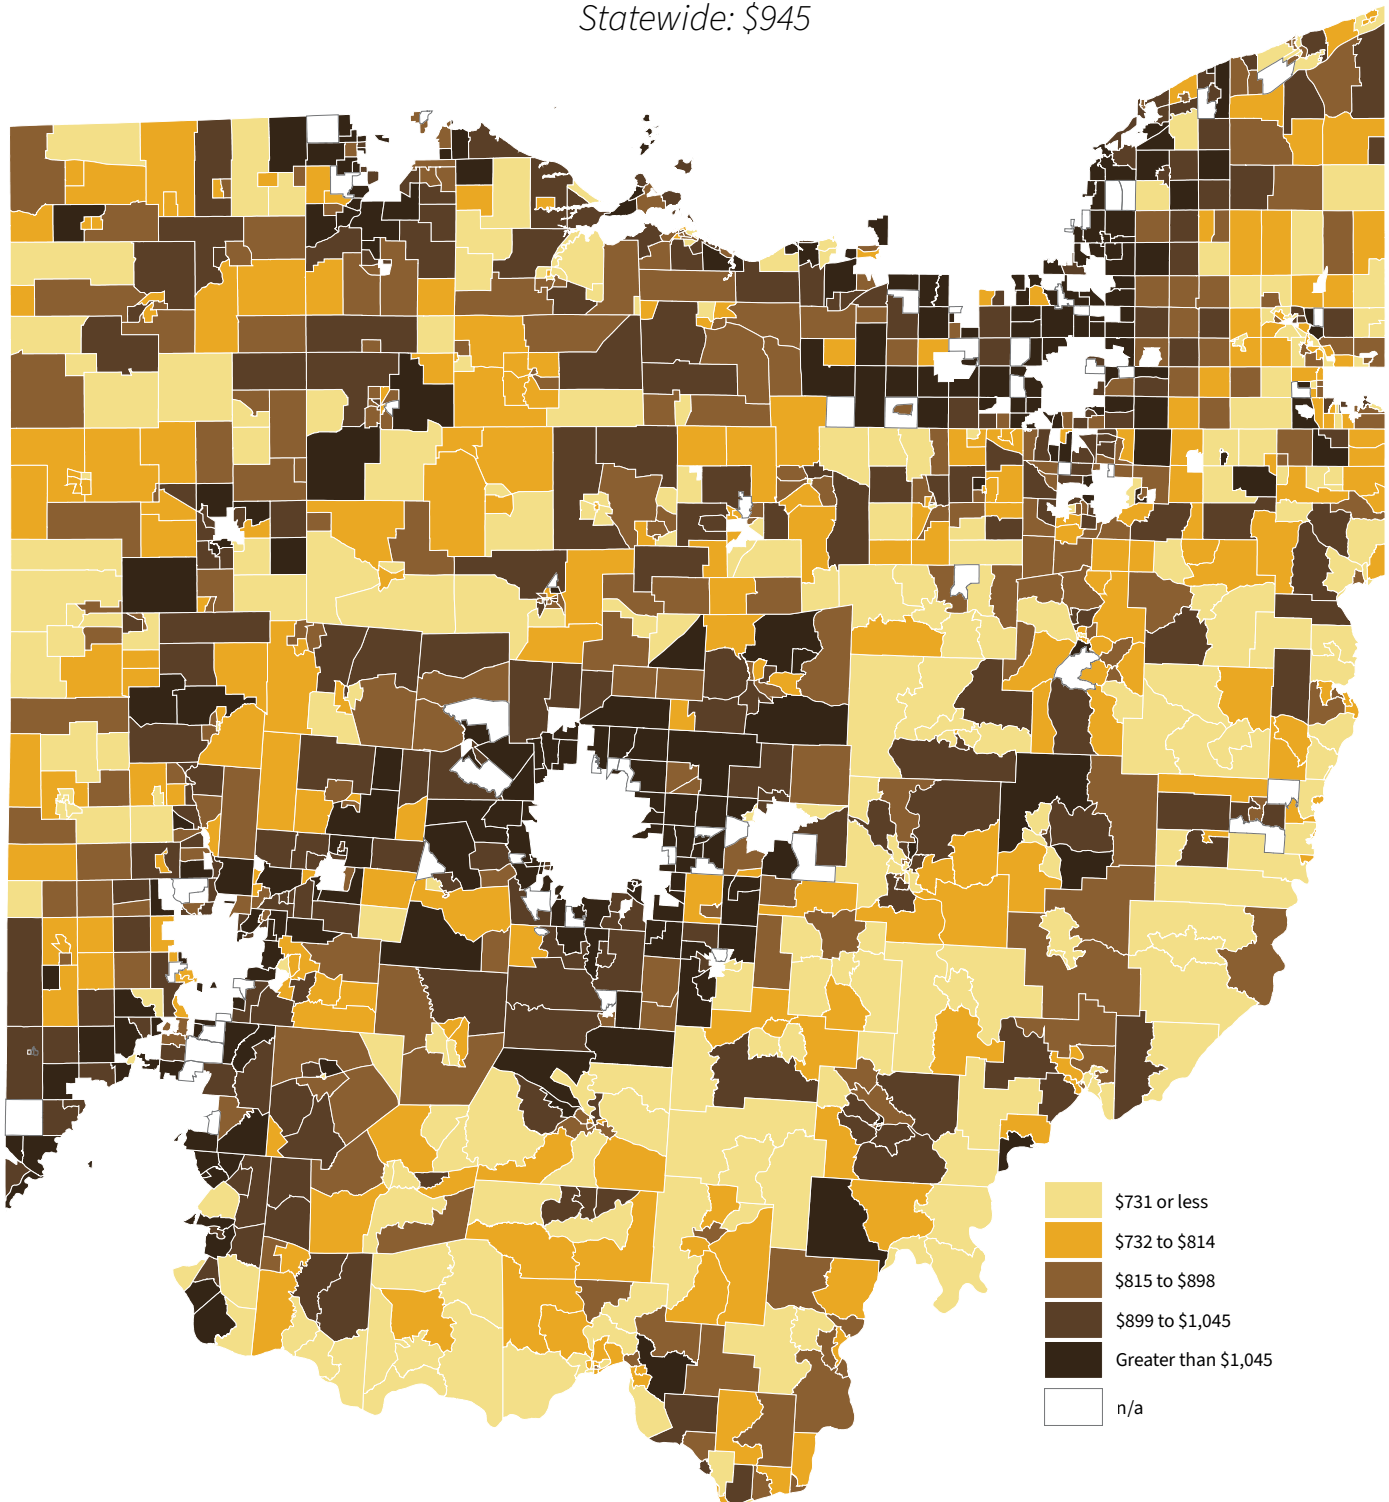 Statewide: $945
$731 or less
$732 to $814
$815 to $898
$899 to $1,045
Greater than $1,045
n/a